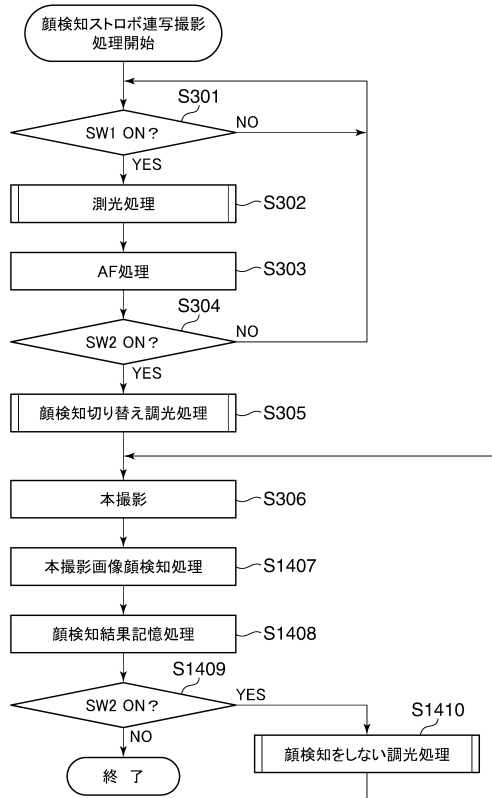 顔検知ストロボ連写撮影
処理開始
S301
SW1 ON？
NO
YES
測光処理
S302
AF処理
S303
S304
SW2 ON？
NO
YES
顔検知切り替え調光処理
S305
本撮影
S306
本撮影画像顔検知処理
S1407
顔検知結果記憶処理
S1408
S1409
SW2 ON？
YES
NO
S1410
顔検知をしない調光処理
終 了